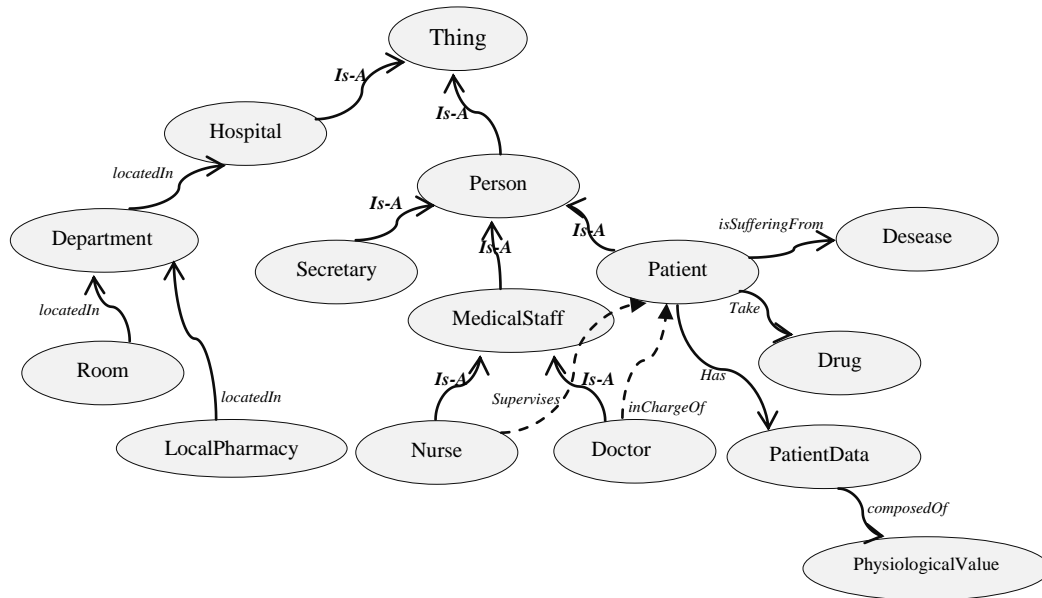 Thing
Is-A
Is-A
Hospital
locatedIn
Person
Is-A
Is-A
Is-A
isSufferingFrom
Desease
Department
Secretary
Patient
locatedIn
MedicalStaff
Take
Room
Drug
Is-A
Supervises
Is-A
Has
inChargeOf
locatedIn
LocalPharmacy
Nurse
Doctor
PatientData
composedOf
PhysiologicalValue